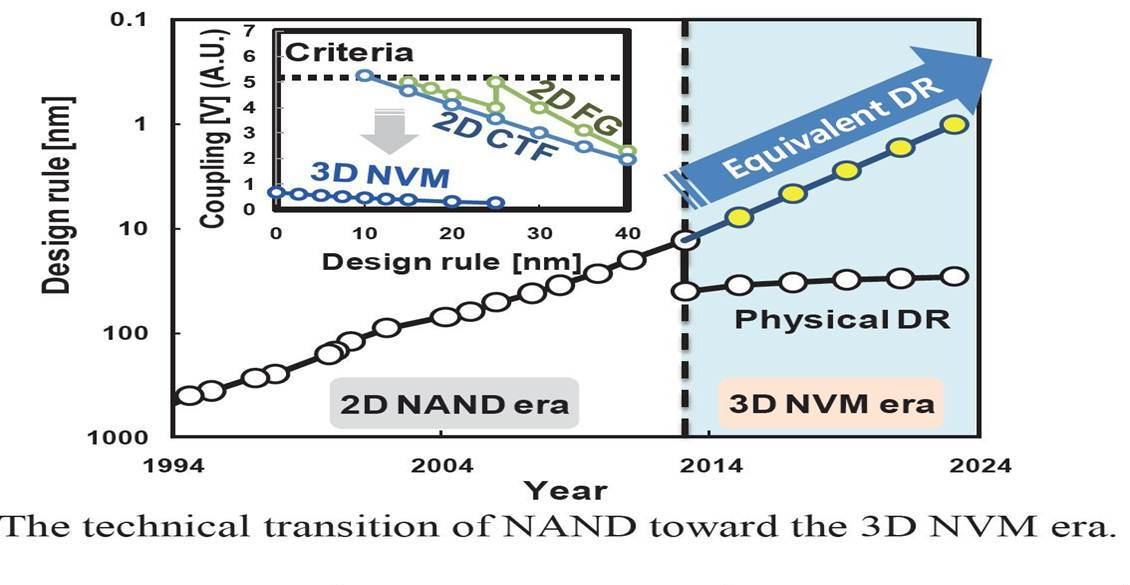 0.1
1
10
100
1000
Design rule [nm]
7
6
5
4
3
2
1
0
Coupling [V] (A.U.)
Criteria
2D FG
2D CTF
3D NVM
0 10 20 30 40
Design rule [nm]
Equivalent DR
Physical DR
2D NAND era
3D NVM era
1994 2004 2014 2024
Year
The technical transition of NAND toward the 3D NVM era.